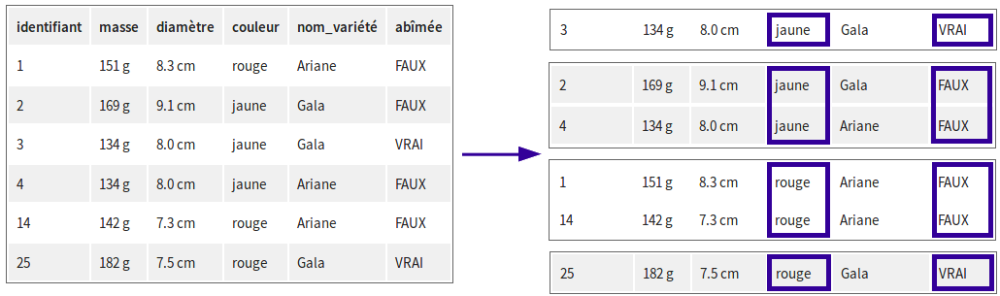 identifiant masse diamètre couleur nom_variété abîmée
1 151 g 8.3 cm rouge Ariane FAUX
2 169 g 9.1 cm jaune Gala FAUX
3 134 g 8.0 cm jaune Gala VRAI
4 134 g 8.0 cm jaune Ariane FAUX
14 142 g 7.3 cm rouge Ariane FAUX
25 182 g 7.5 cm rouge Gala VRAI
3 134 g 8.0 cm jaune Gala VRAI
2 169 g 9.1 cm jaune Gala FAUX
4 134 g 8.0 cm jaune Ariane FAUX
1 151 g 8.3 cm rouge Ariane FAUX
14 142 g 7.3 cm rouge Ariane FAUX
25 182 g 7.5 cm rouge Gala VRAI